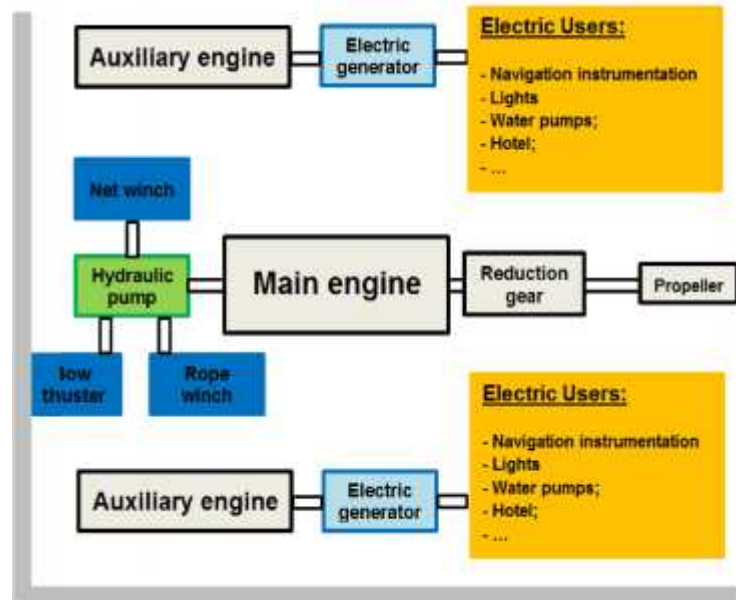 Auxiliary engine
Electric
generator
Electric Users:
- Navigation instrumentation
- Lights
- Water pumps;
- Hotel;
- ...
Net winch
Hydraulic
pump
Main engine
Reduction
gear
Propeller
low
thuster
Rope
winch
Auxiliary engine
Electric
generator
Electric Users:
- Navigation instrumentation
- Lights
- Water pumps;
- Hotel;
- ...